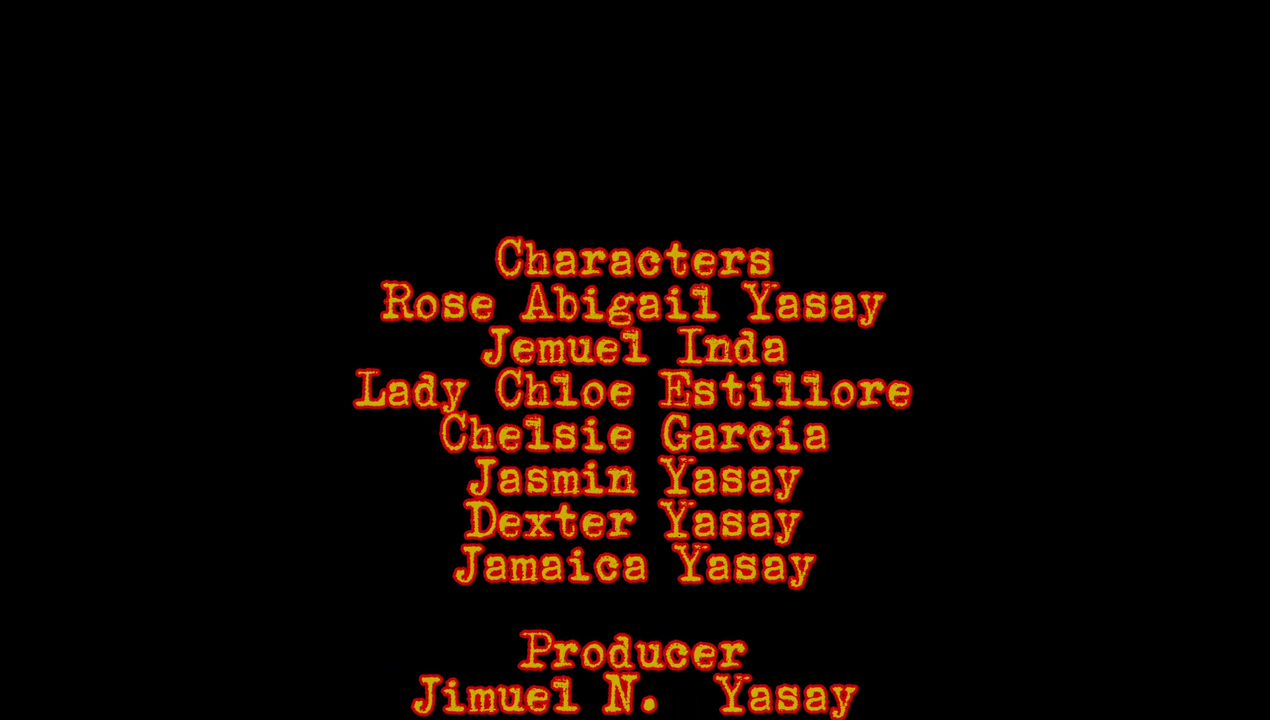 Characters
Rose Abigail Yasay
Jemuel Inda
Lady Chloe Estillore
Chelsie Garcia
Jasmin Yasay
Dexter Yasay
Jamaica Yasay
Producer
Jimuel N. Yasay